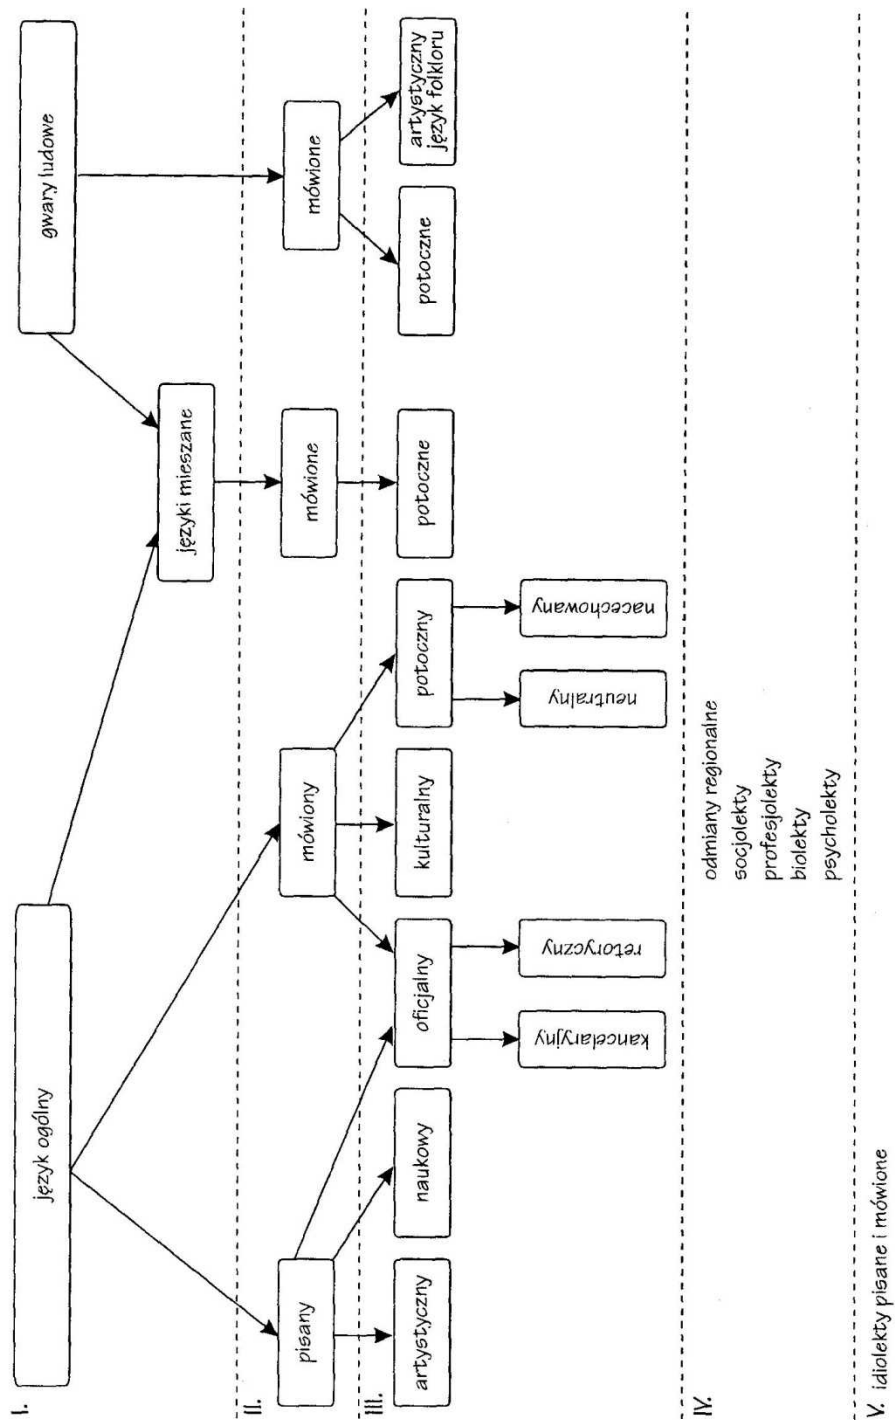 I.
język ogólny
gwary ludowe
języki mieszane
II.
pisany
mówiony
mówione
mówione
III.
artystyczny
naukowy
oficjalny
kulturalny
potoczny
potoczne
potoczne
artystyczny
język folkloru
kancelaryjny
retoryczny
neutralny
nacechowany
IV.
odmiany regionalne
socjolekty
profesjolekty
biolekty
psycholekty
V. idiolekty pisane i mówione